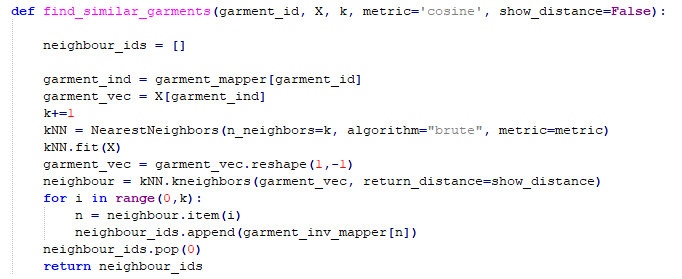 def find_similar_garments(garment_id, X, k, metric='cosine', show_distance=False):
neighbour_ids = []
garment_ind = garment_mapper[garment_id]
garment_vec = X[garment_ind]
k+=1
kNN = NearestNeighbors(n_neighbors=k, algorithm="brute", metric=metric)
kNN.fit(X)
garment_vec = garment_vec.reshape(1,-1)
neighbour = kNN.kneighbors(garment_vec, return_distance=show_distance)
for i in range(0,k):
n = neighbour.item(i)
neighbour_ids.append(garment_inv_mapper[n])
neighbour_ids.pop(0)
return neighbour_ids